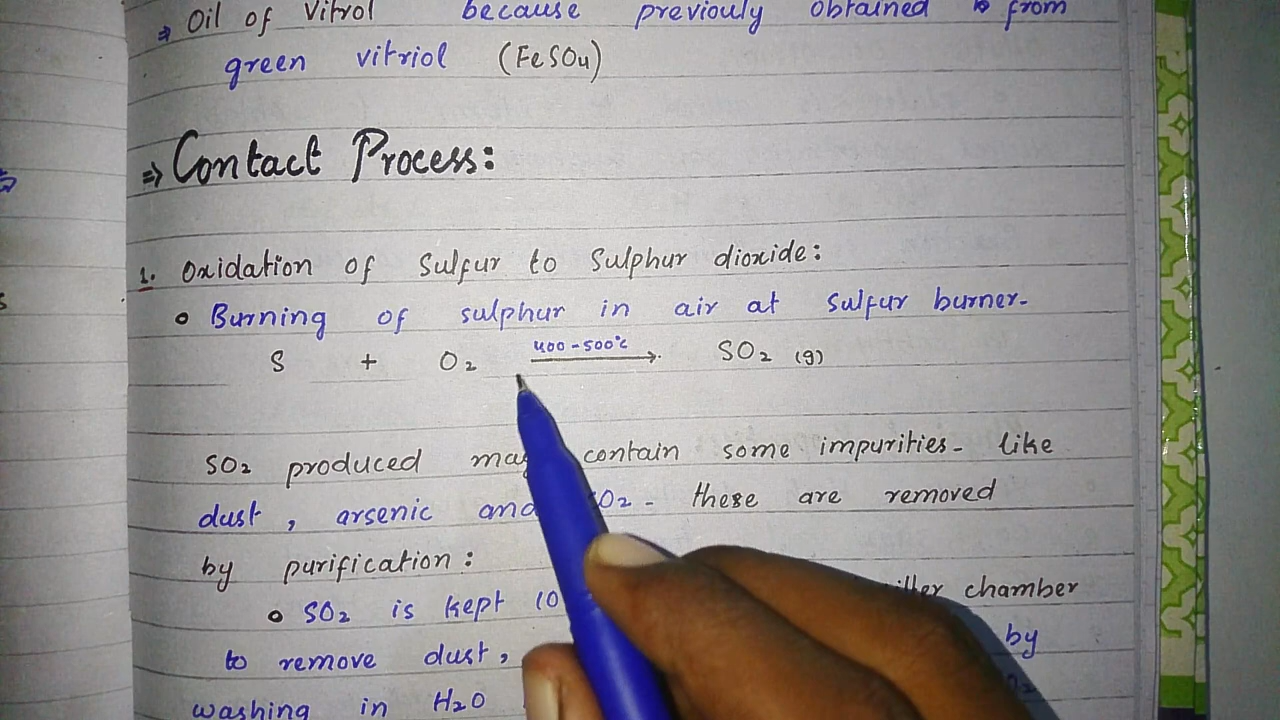 ⇒ Oil of Vitrol because previouly obtained from
green vitriol (FeSO4)
⇒ Contact Process:
1. Oxidation of Sulfur to Sulphur dioxide:
Burning of sulphur in air at sulfur burner.
S + O₂ 400-500°C → SO₂ (g)
SO₂ produced may contain some impurities- like
dust, arsenic and - these are removed
by purification:
SO₂ is kept chamber
to remove dust, by
washing in H₂O